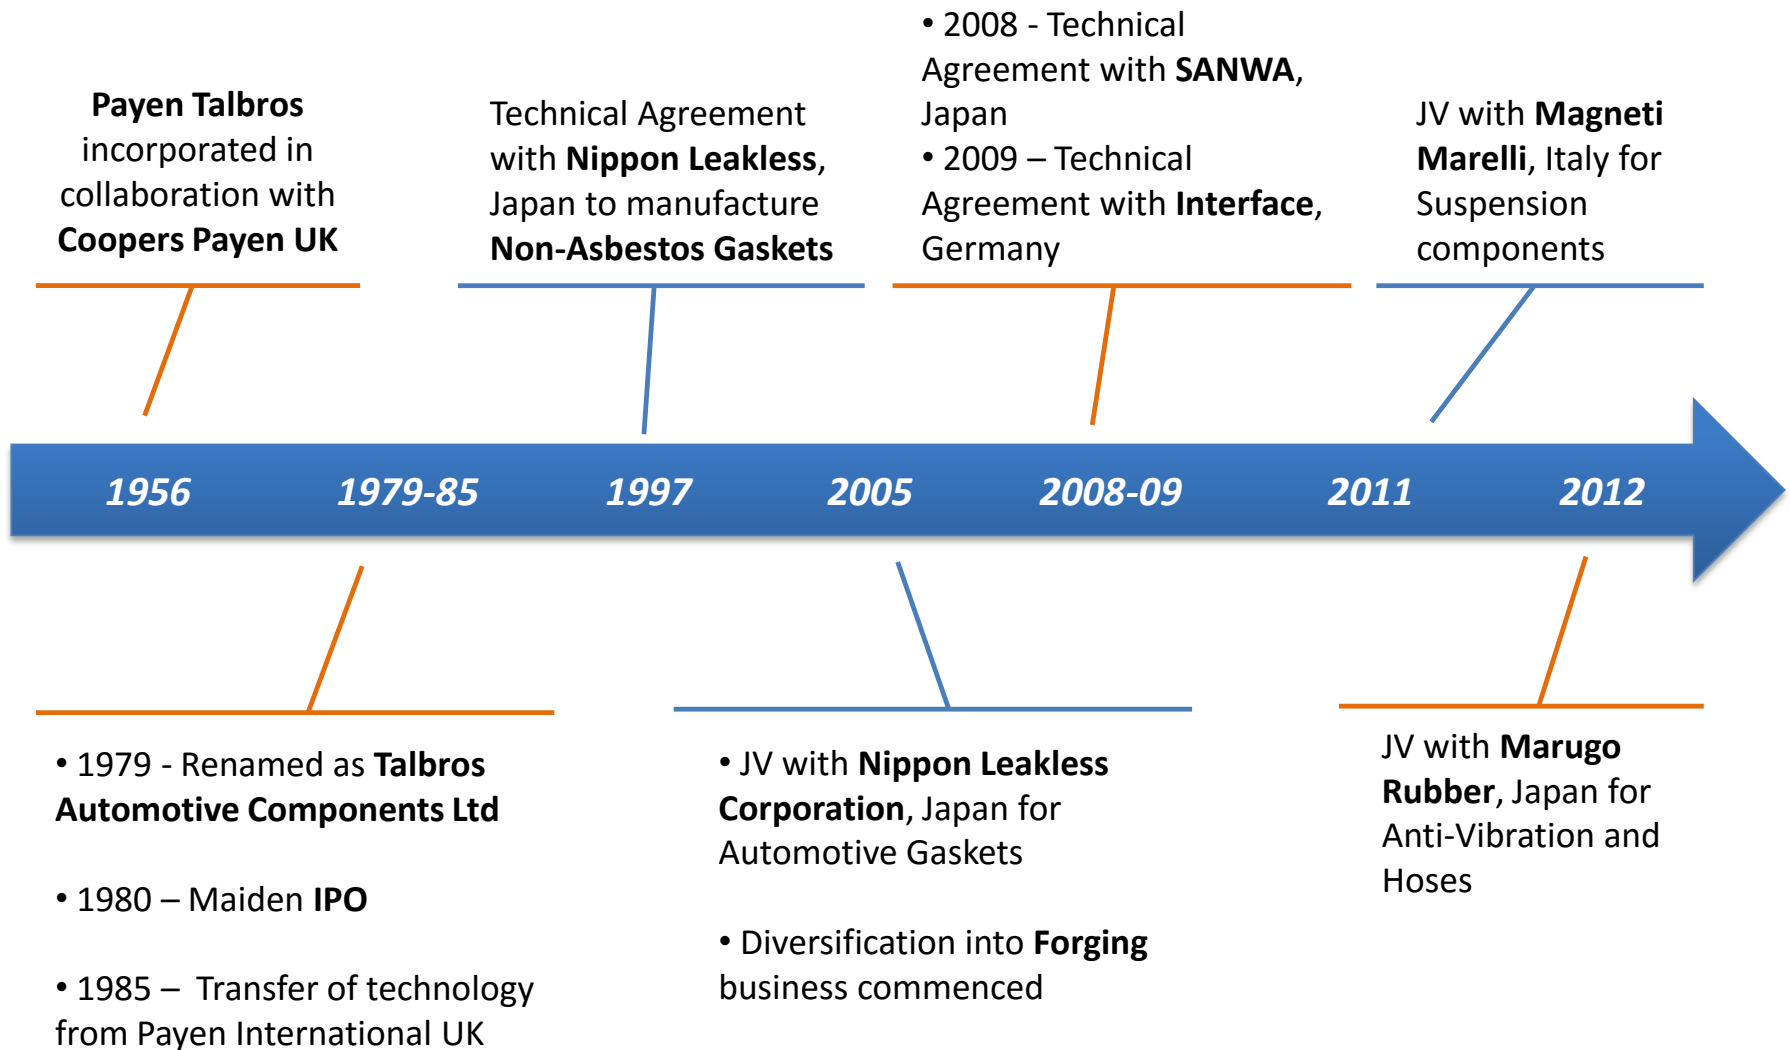 Payen Talbros
incorporated in
collaboration with
Coopers Payen UK
Technical Agreement
with Nippon Leakless,
Japan to manufacture
Non-Asbestos Gaskets
• 2008 - Technical
Agreement with SANWA,
Japan
• 2009 – Technical
Agreement with Interface,
Germany
JV with Magneti
Marelli, Italy for
Suspension
components
1956
1979-85
1997
2005
2008-09
2011
2012
• 1979 - Renamed as Talbros
Automotive Components Ltd
• 1980 – Maiden IPO
• 1985 – Transfer of technology
from Payen International UK
• JV with Nippon Leakless
Corporation, Japan for
Automotive Gaskets
• Diversification into Forging
business commenced
JV with Marugo
Rubber, Japan for
Anti-Vibration and
Hoses